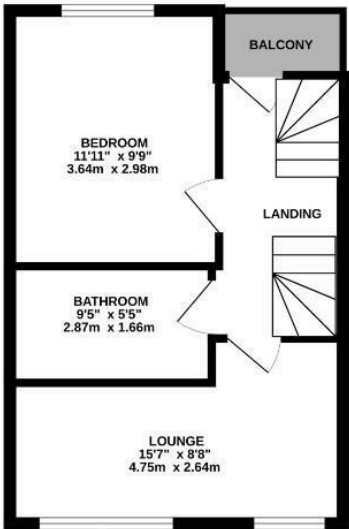 BALCONY
BEDROOM
11'11" x 9'9"
3.64m x 2.98m
LANDING
BATHROOM
9'5" x 5'5"
2.87m x 1.66m
LOUNGE
15'7" x 8'8"
4.75m x 2.64m